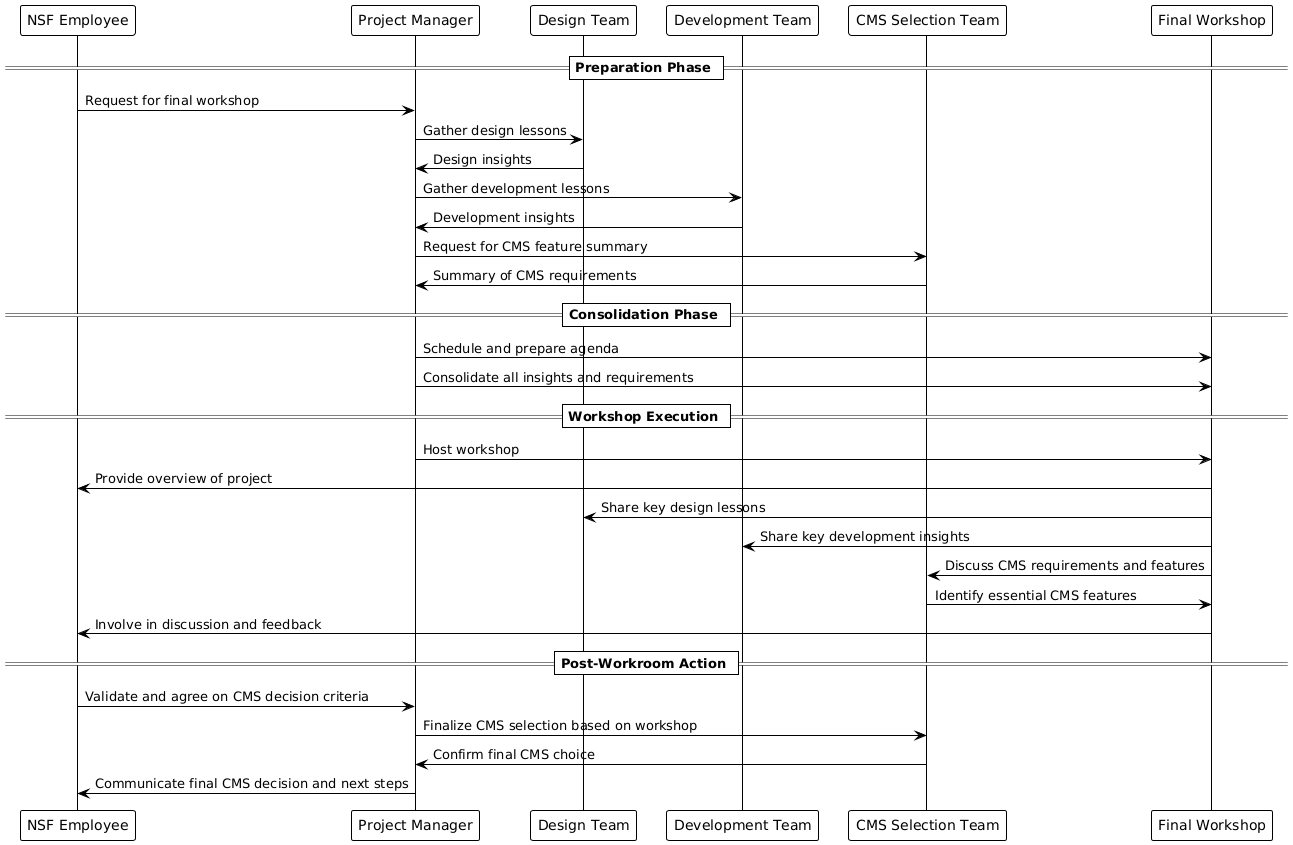 NSF Employee
Project Manager
Design Team
Development Team
CMS Selection Team
Final Workshop
Preparation Phase
Request for final workshop
Gather design lessons
Design insights
Gather development lessons
Development insights
Request for CMS feature summary
Summary of CMS requirements
Consolidation Phase
Schedule and prepare agenda
Consolidate all insights and requirements
Workshop Execution
Host workshop
Provide overview of project
Share key design lessons
Share key development insights
Discuss CMS requirements and features
Identify essential CMS features
Involve in discussion and feedback
Post-Workroom Action
Validate and agree on CMS decision criteria
Finalize CMS selection based on workshop
Confirm final CMS choice
Communicate final CMS decision and next steps
NSF Employee
Project Manager
Design Team
Development Team
CMS Selection Team
Final Workshop